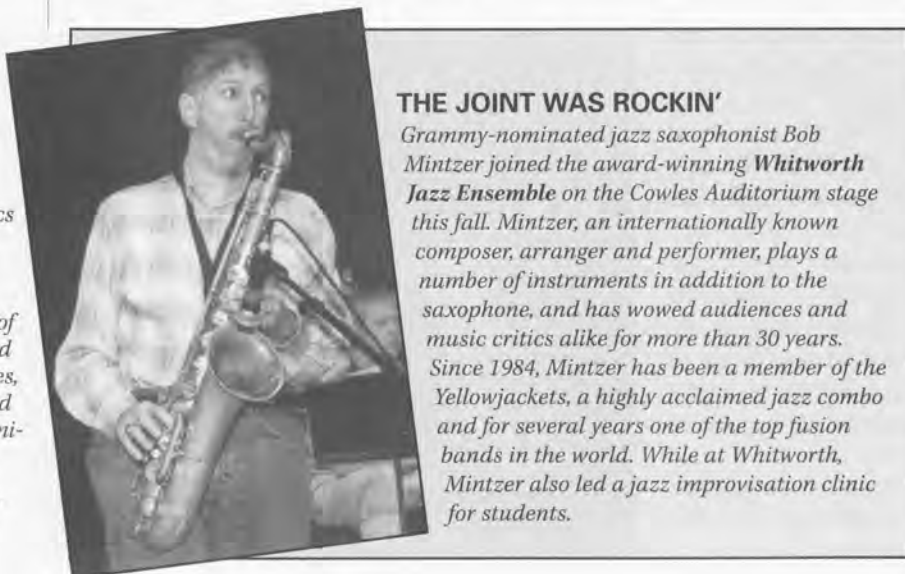 cs
of
d
es,
d
ni-
THE JOINT WAS ROCKIN'
Grammy-nominated jazz saxophonist Bob
Mintzer joined the award-winning Whitworth
Jazz Ensemble on the Cowles Auditorium stage
this fall. Mintzer, an internationally known
composer, arranger and performer, plays a
number of instruments in addition to the
saxophone, and has wowed audiences and
music critics alike for more than 30 years.
Since 1984, Mintzer has been a member of the
Yellowjackets, a highly acclaimed jazz combo
and for several years one of the top fusion
bands in the world. While at Whitworth,
Mintzer also led a jazz improvisation clinic
for students.